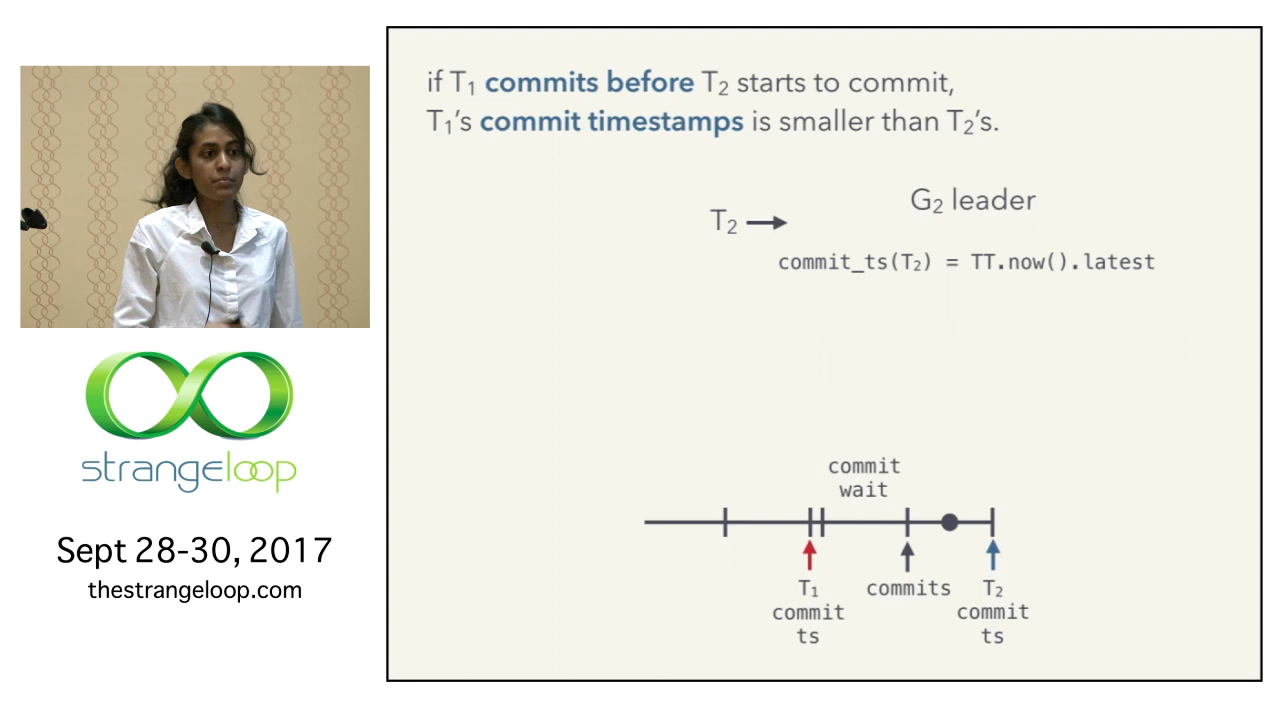 if T₁ commits before T₂ starts to commit,
T₁'s commit timestamps is smaller than T₂'s.
G₂ leader
T₂
commit_ts(T₂) = TT.now().latest
commit
wait
T₁
commit
ts
commits
T₂
commit
ts
strangeloop
Sept 28-30, 2017
thestrangeloop.com